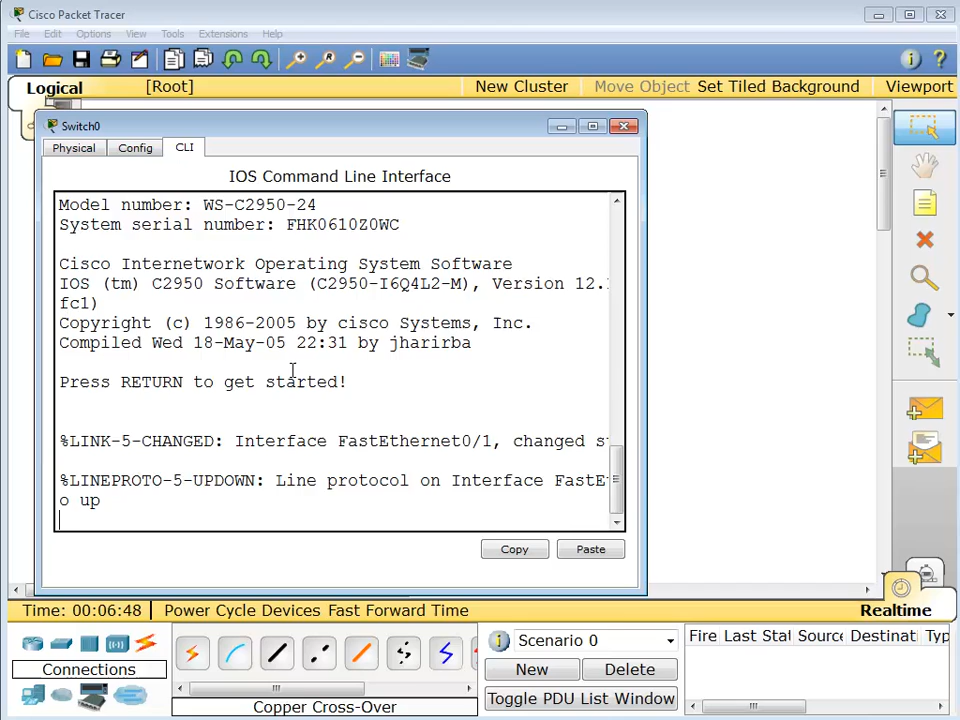 Cisco Packet Tracer
File Edit Options View Tools Extensions Help
Logical [Root] New Cluster Move Object Set Tiled Background Viewport
Switch0
Physical Config CLI
IOS Command Line Interface
Model number: WS-C2950-24
System serial number: FHK0610Z0WC
Cisco Internetwork Operating System Software
IOS (tm) C2950 Software (C2950-I6Q4L2-M), Version 12.1
fc1)
Copyright (c) 1986-2005 by cisco Systems, Inc.
Compiled Wed 18-May-05 22:31 by jharirba
Press RETURN to get started!
%LINK-5-CHANGED: Interface FastEthernet0/1, changed st
%LINEPROTO-5-UPDOWN: Line protocol on Interface FastEt
o up
Copy Paste
Time: 00:06:48 Power Cycle Devices Fast Forward Time Realtime
Scenario 0
Fire Last Stat Source Destinati Typ
New Delete
Connections
Toggle PDU List Window
Copper Cross-Over